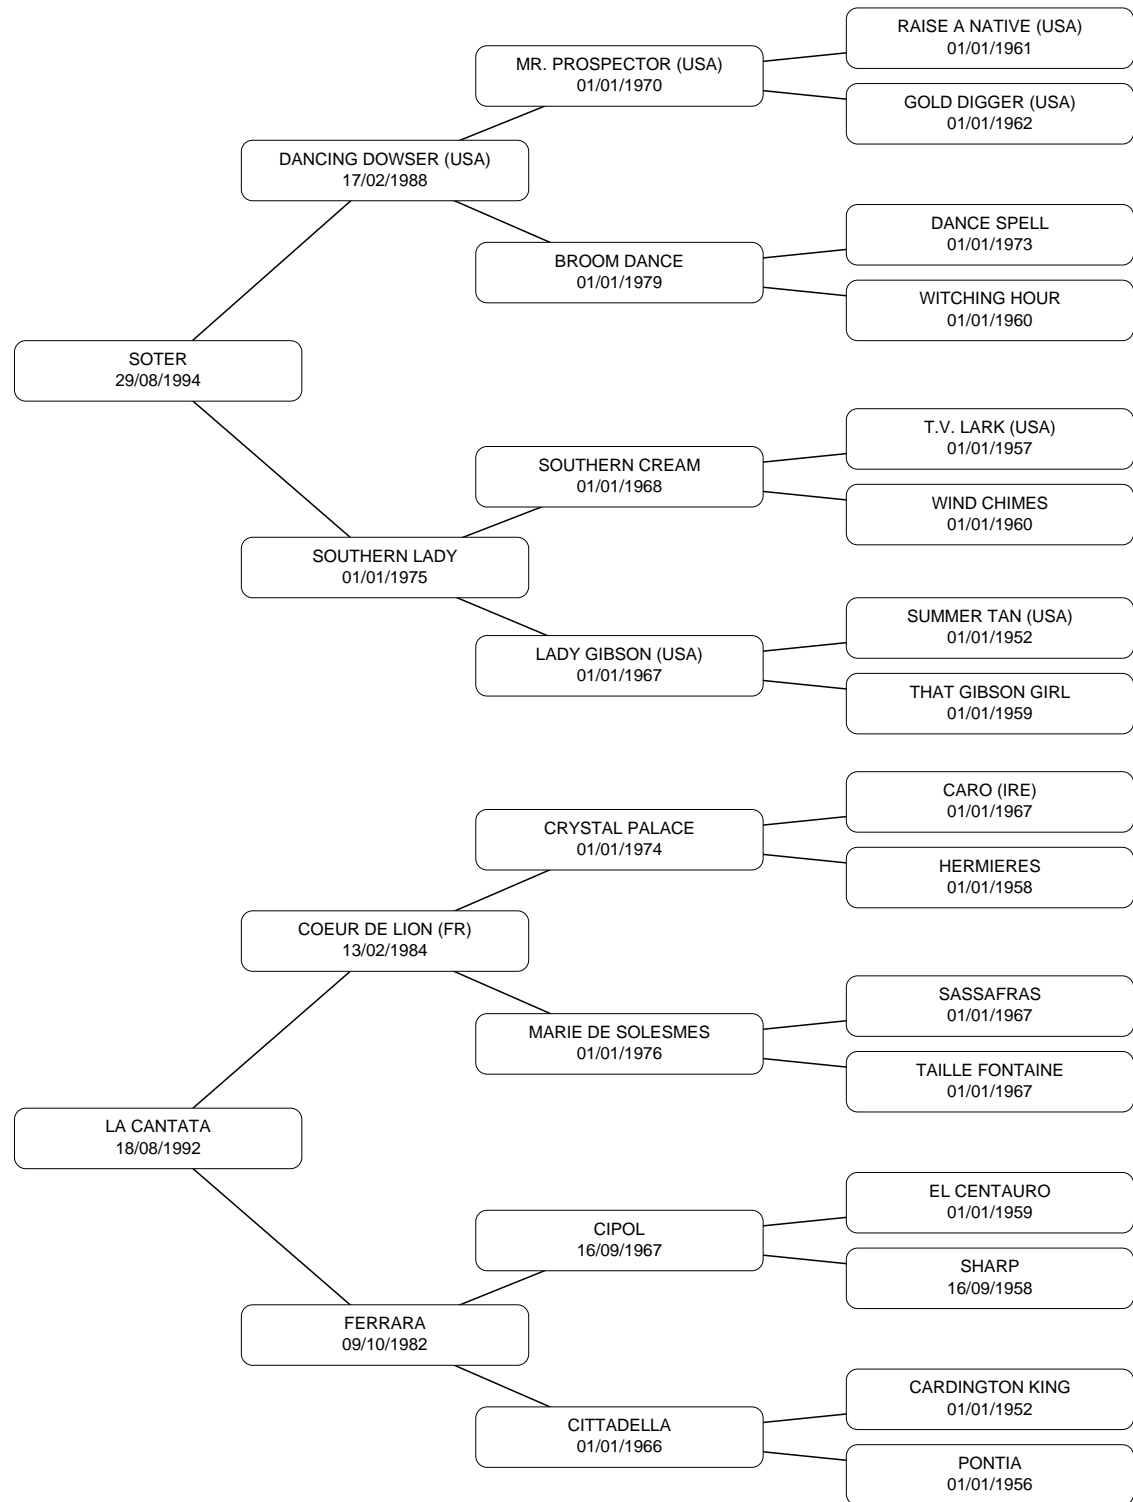 RAISE A NATIVE (USA)
01/01/1961
MR. PROSPECTOR (USA)
01/01/1970
GOLD DIGGER (USA)
01/01/1962
DANCING DOWSER (USA)
17/02/1988
DANCE SPELL
01/01/1973
BROOM DANCE
01/01/1979
WITCHING HOUR
01/01/1960
SOTER
29/08/1994
T.V. LARK (USA)
01/01/1957
SOUTHERN CREAM
01/01/1968
WIND CHIMES
01/01/1960
SOUTHERN LADY
01/01/1975
SUMMER TAN (USA)
01/01/1952
LADY GIBSON (USA)
01/01/1967
THAT GIBSON GIRL
01/01/1959
CARO (IRE)
01/01/1967
CRYSTAL PALACE
01/01/1974
HERMIERES
01/01/1958
COEUR DE LION (FR)
13/02/1984
SASSAFRAS
01/01/1967
MARIE DE SOLESMES
01/01/1976
TAILLE FONTAINE
01/01/1967
LA CANTATA
18/08/1992
EL CENTAURO
01/01/1959
CIPOL
16/09/1967
SHARP
16/09/1958
FERRARA
09/10/1982
CARDINGTON KING
01/01/1952
CITTADELLA
01/01/1966
PONTIA
01/01/1956